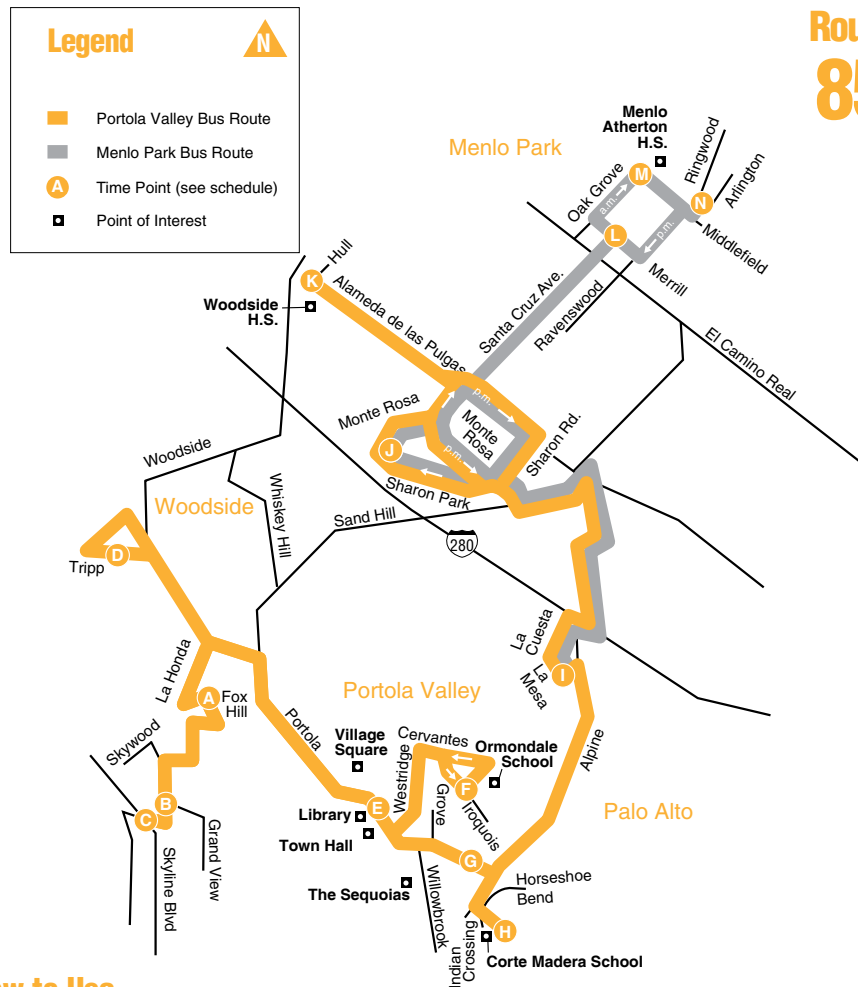 Legend
N
Portola Valley Bus Route
Menlo Park Bus Route
A
Time Point (see schedule)
Point of Interest
Menlo
Atherton
H.S.
Menlo Park
Ringwood
Arlington
Oak Grove
a.m.
M
N
L
p.m.
Middlefield
Merrill
Hull
K
Alameda de las Pulgas
Woodside
H.S.
Santa Cruz Ave.
Ravenswood
El Camino Real
p.m.
Monte Rosa
Monte
Rosa
Sharon Rd.
J
p.m.
Sharon Park
Woodside
Whiskey Hill
Woodside
Sand Hill
280
D
Tripp
La Cuesta
La
Mesa
I
La Honda
A
Fox
Hill
Portola Valley
Portola
Village
Square
Cervantes
Ormondale
School
Alpine
Skywood
Westridge
Grove
F
Iroquois
Palo Alto
B
C
E
Library
Town Hall
Grand View
Skyline Blvd
G
Willowbrook
The Sequoias
Horseshoe
Bend
Indian
Crossing
H
Corte Madera School